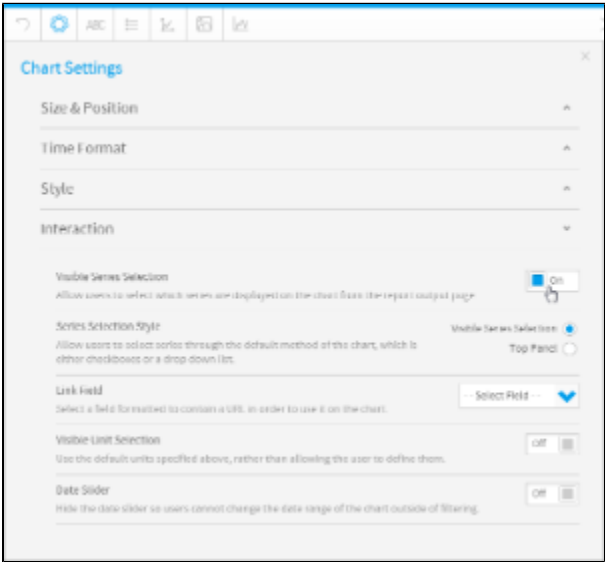 ABC
Chart Settings
Size & Position
Time Format
Style
Interaction
Visible Series Selection
On
Allow users to select which series are displayed on the chart from the report output page
Series Selection Style
Visible Series Selection
Allow users to select series through the default method of the chart, which is
Top Panel
either checkboxes or a drop down list.
Link Field
-- Select Field --
Select a field formatted to contain a URL in order to use it on the chart.
Visible Unit Selection
Off
Use the default units specified above, rather than allowing the user to define them.
Date Slider
Off
Hide the date slider so users cannot change the data range of the chart outside of filtering.